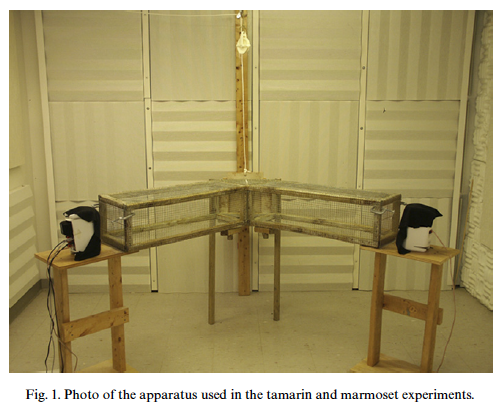 Fig. 1. Photo of the apparatus used in the tamarin and marmoset experiments.